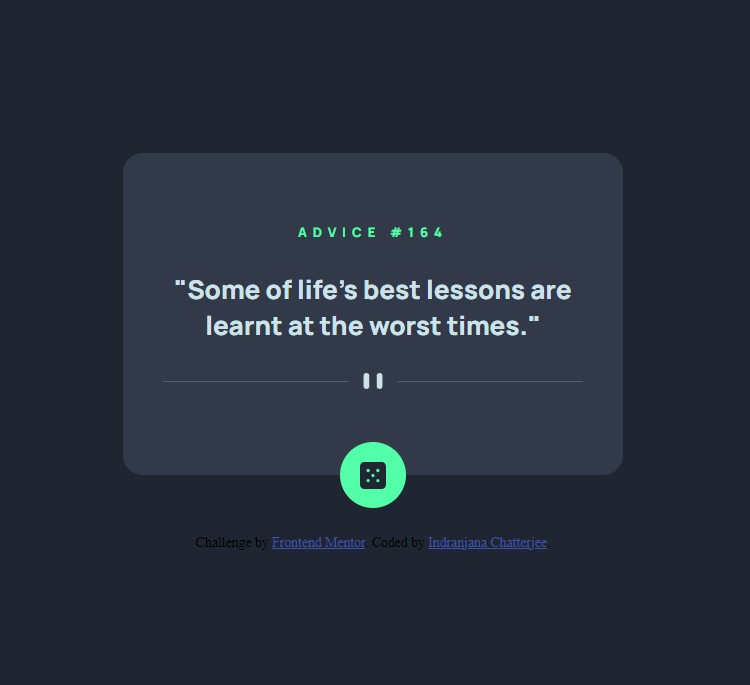 ADVICE #164
"Some of life's best lessons are
learnt at the worst times."
Challenge by Frontend Mentor. Coded by Indranjana Chatterjee.